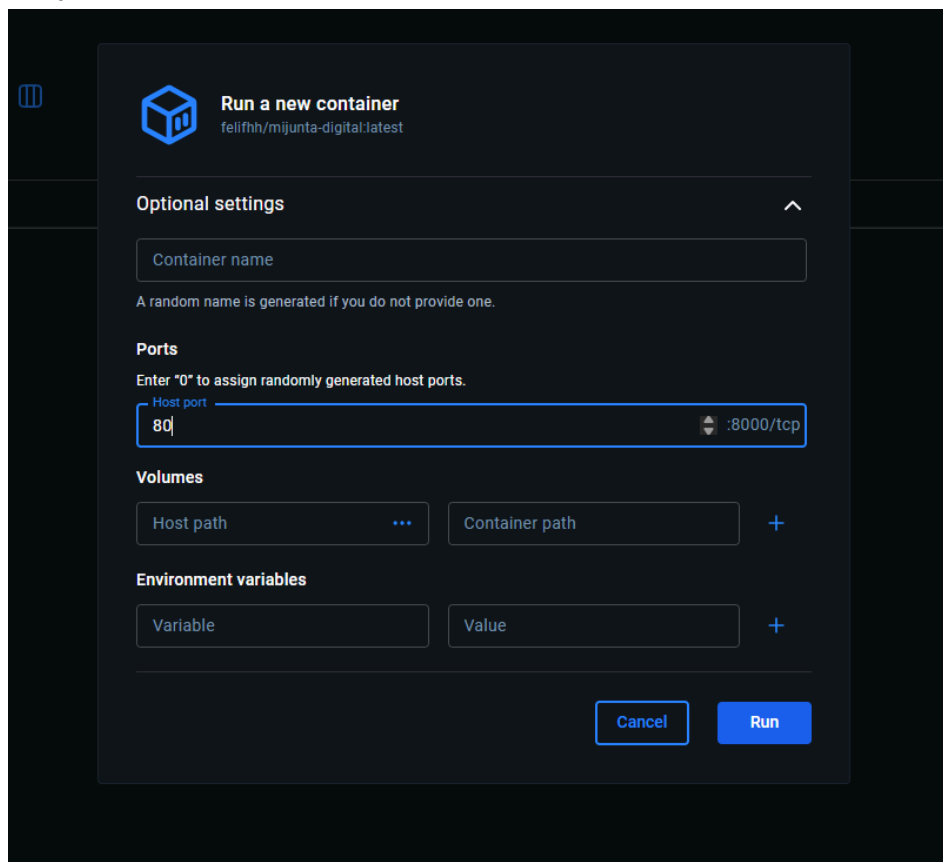 Run a new container
felifhh/mijunta-digital:latest
Optional settings
Container name
A random name is generated if you do not provide one.
Ports
Enter "0" to assign randomly generated host ports.
Host port
80 :8000/tcp
Volumes
Host path ••• Container path +
Environment variables
Variable Value +
Cancel Run